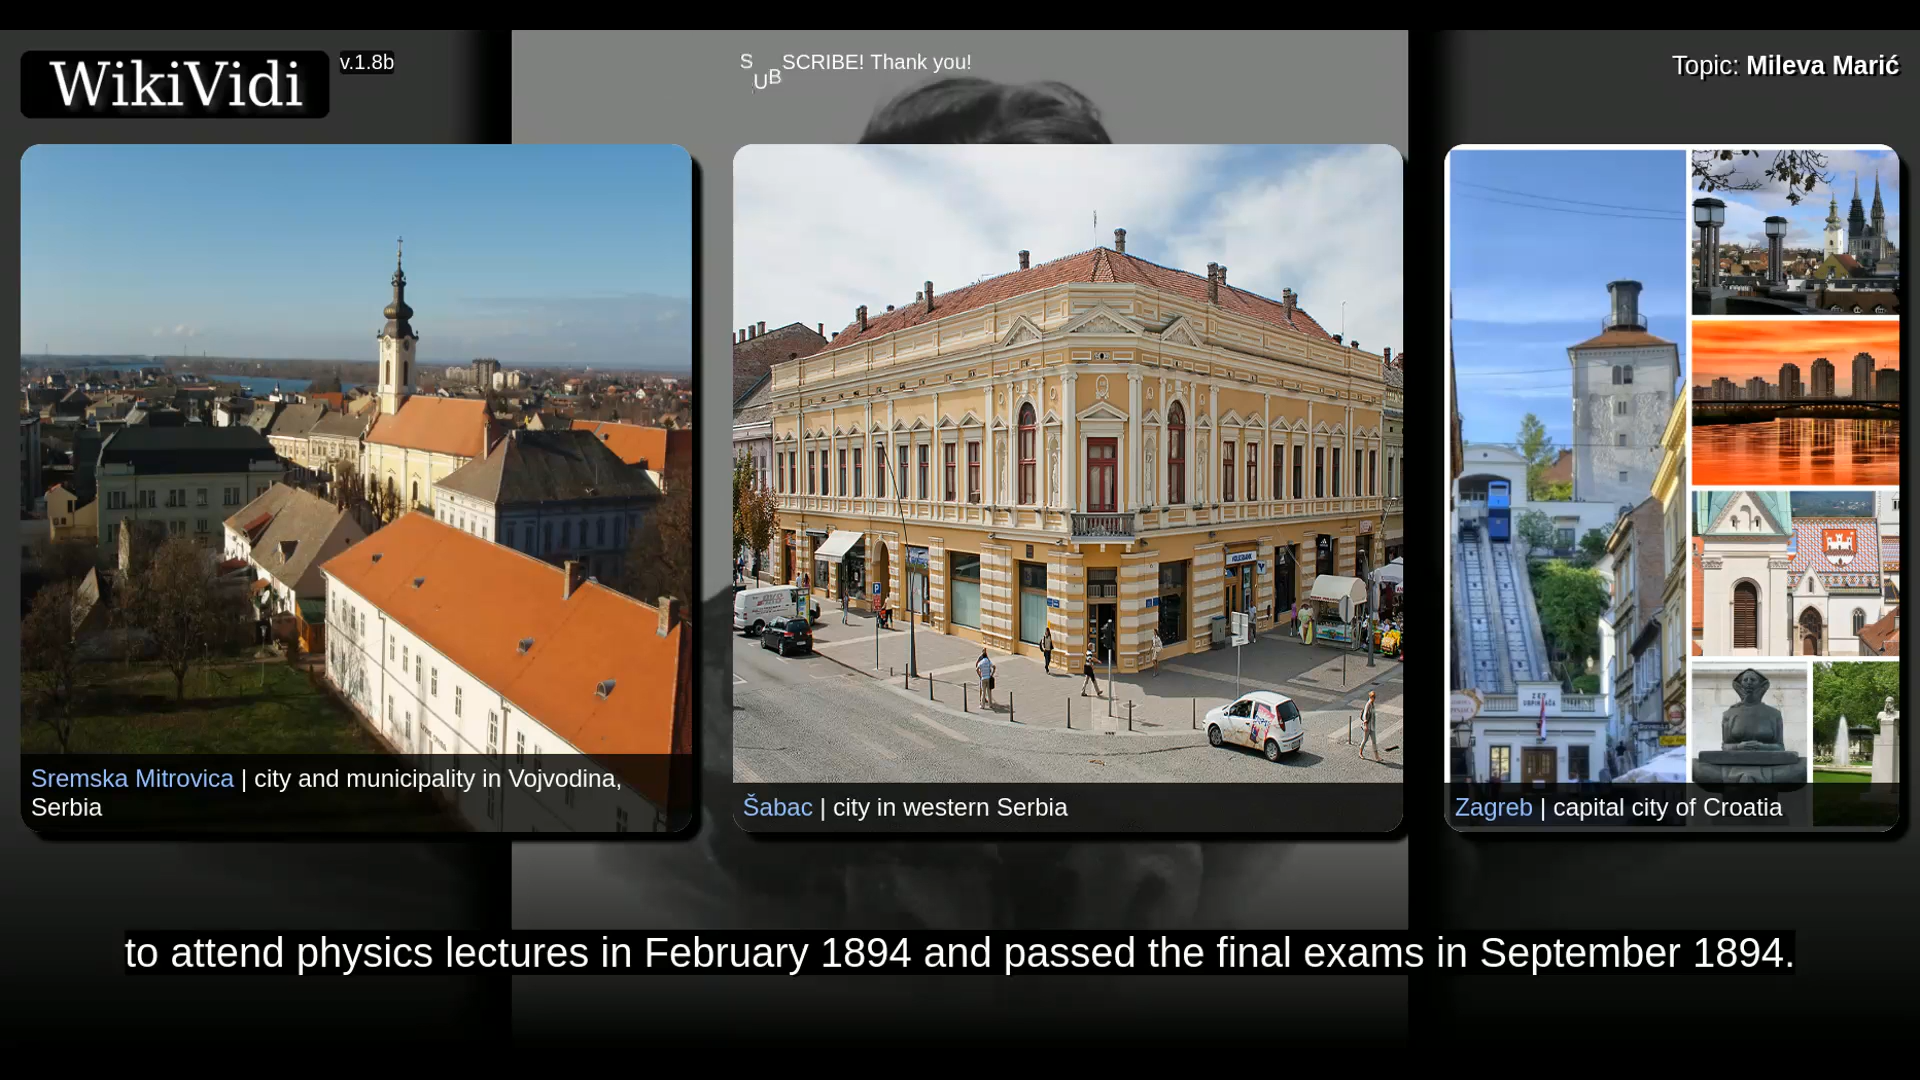 WikiVidi
v.1.8b
SUBSCRIBE! Thank you!
Topic: Mileva Marić
Sremska Mitrovica | city and municipality in Vojvodina,
Serbia
Šabac | city in western Serbia
Zagreb | capital city of Croatia
to attend physics lectures in February 1894 and passed the final exams in September 1894.